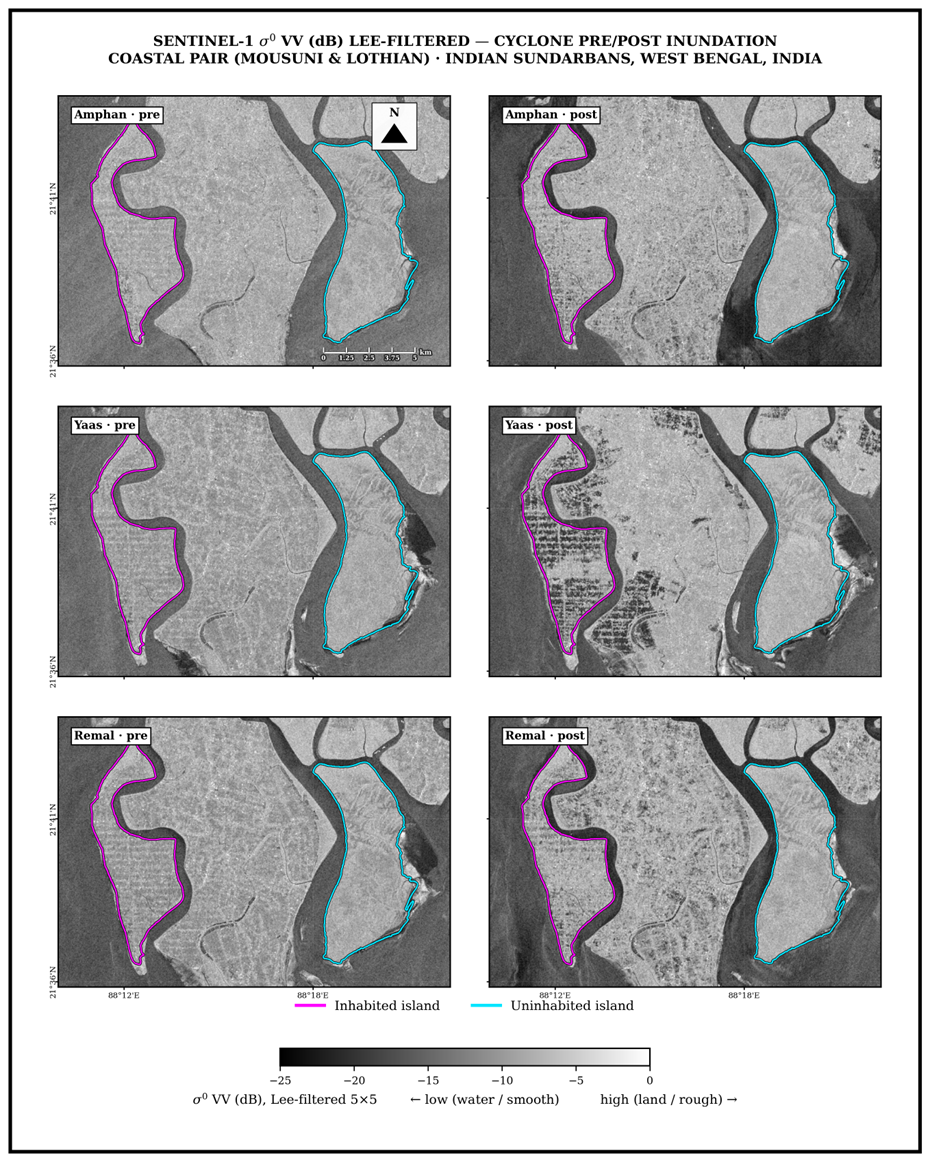 SENTINEL-1 σ⁰ VV (dB) LEE-FILTERED — CYCLONE PRE/POST INUNDATION
COASTAL PAIR (MOUSUNI & LOTHIAN) · INDIAN SUNDARBANS, WEST BENGAL, INDIA
Amphan · pre
N
Amphan · post
21°41'N
21°36'N
0 1.25 2.5 3.75 5 km
Yaas · pre
Yaas · post
21°41'N
21°36'N
Remal · pre
Remal · post
21°41'N
21°36'N
88°12'E 88°18'E 88°12'E 88°18'E
Inhabited island Uninhabited island
−25 −20 −15 −10 −5 0
σ⁰ VV (dB), Lee-filtered 5×5 ← low (water / smooth) high (land / rough) →